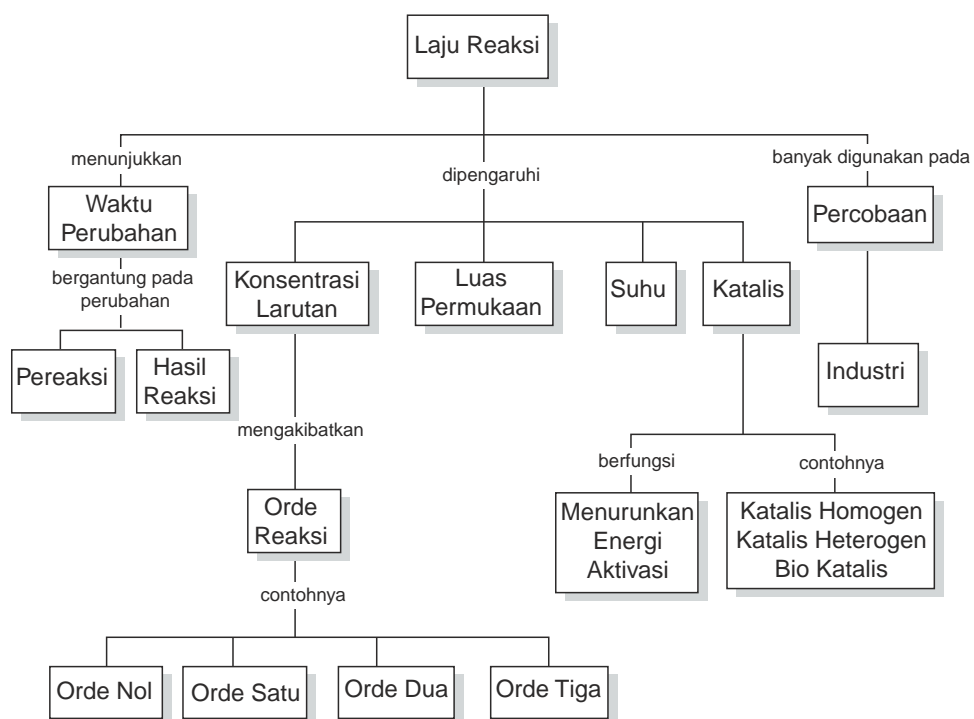 Laju Reaksi
menunjukkan
dipengaruhi
banyak digunakan pada
Waktu
Perubahan
Percobaan
bergantung pada
perubahan
Konsentrasi
Larutan
Luas
Permukaan
Suhu
Katalis
Pereaksi
Hasil
Reaksi
Industri
mengakibatkan
berfungsi
contohnya
Orde
Reaksi
Menurunkan
Energi
Aktivasi
Katalis Homogen
Katalis Heterogen
Bio Katalis
contohnya
Orde Nol
Orde Satu
Orde Dua
Orde Tiga